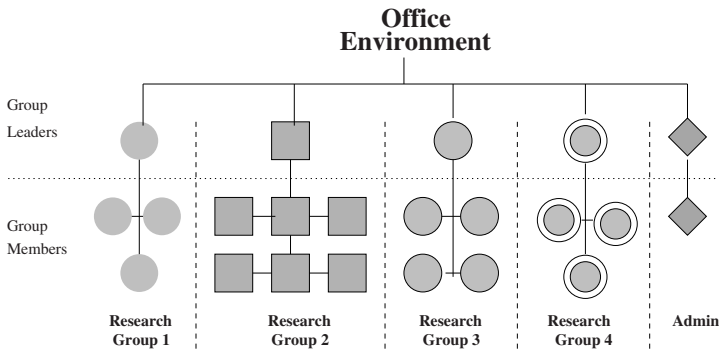 Office
Environment
Group
Leaders
Group
Members
Research
Group 1
Research
Group 2
Research
Group 3
Research
Group 4
Admin